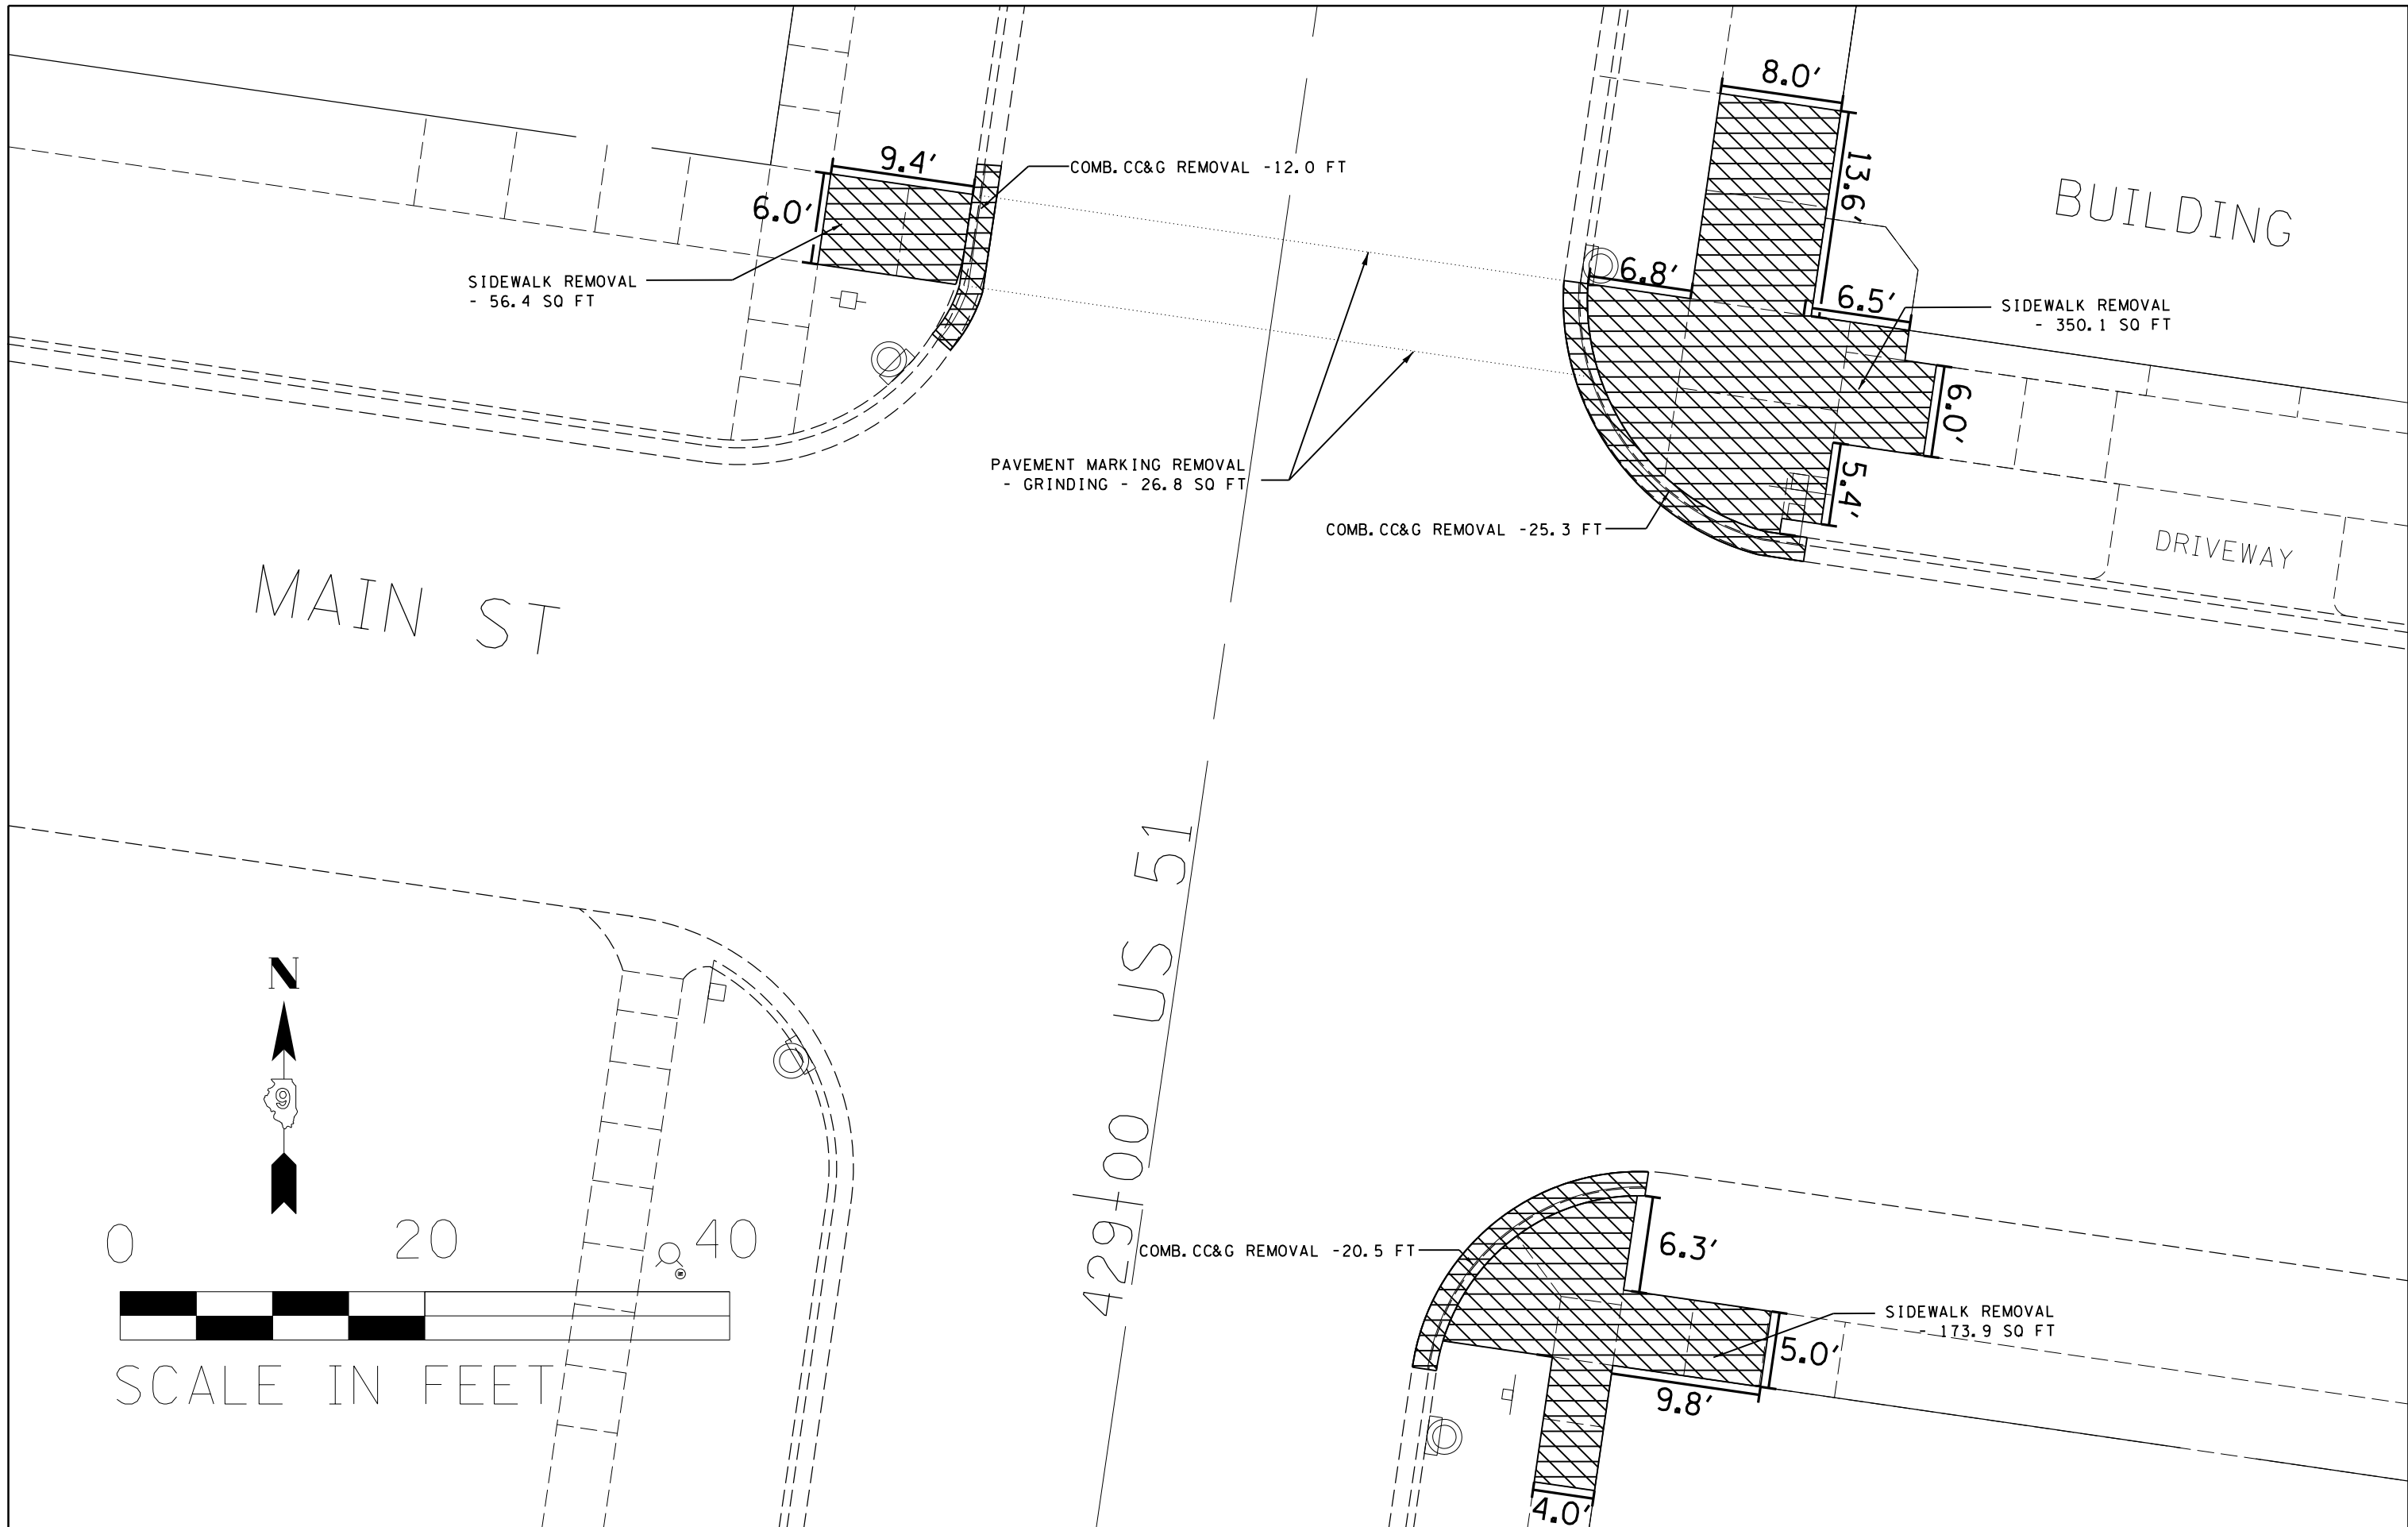 8.0'
9.4'
COMB. CC&G REMOVAL -12.0 FT
13.6'
BUILDING
6.0'
SIDEWALK REMOVAL
- 56.4 SQ FT
6.8'
6.5'
SIDEWALK REMOVAL
- 350.1 SQ FT
6.0'
PAVEMENT MARKING REMOVAL
- GRINDING - 26.8 SQ FT
5.4'
COMB. CC&G REMOVAL -25.3 FT
DRIVEWAY
MAIN ST
429+00 US 51
N
9
0 20 40
SCALE IN FEET
COMB. CC&G REMOVAL -20.5 FT
6.3'
SIDEWALK REMOVAL
- 173.9 SQ FT
5.0'
9.8'
4.0'